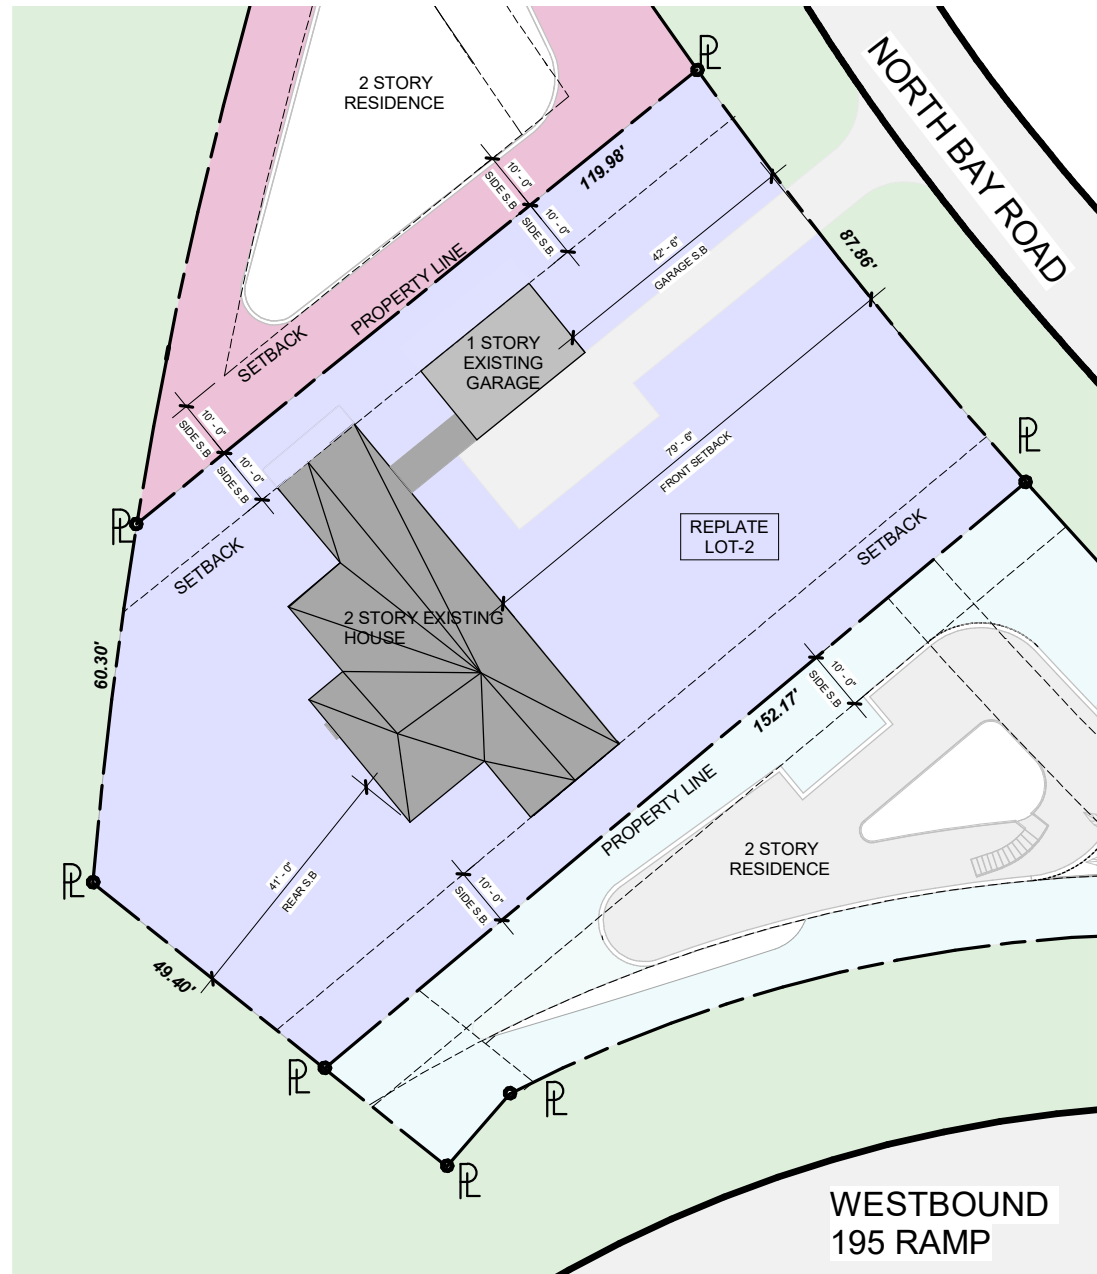 PL
NORTH BAY ROAD
2 STORY
RESIDENCE
119.98'
10' - 0"
SIDE S.B
10' - 0"
SIDE S.B.
42' - 6"
GARAGE S.B
87.86'
PROPERTY LINE
SETBACK
1 STORY
EXISTING
GARAGE
10' - 0"
SIDE S.B
10' - 0"
SIDE S.B
79' - 6"
FRONT SETBACK
PL
PL
SETBACK
REPLATE
LOT-2
SETBACK
2 STORY EXISTING
HOUSE
60.30'
10' - 0"
SIDE S.B
152.17'
PROPERTY LINE
2 STORY
RESIDENCE
PL
41' - 0"
REAR S.B
10' - 0"
SIDE S.B.
49.40'
PL
PL
PL
WESTBOUND
195 RAMP